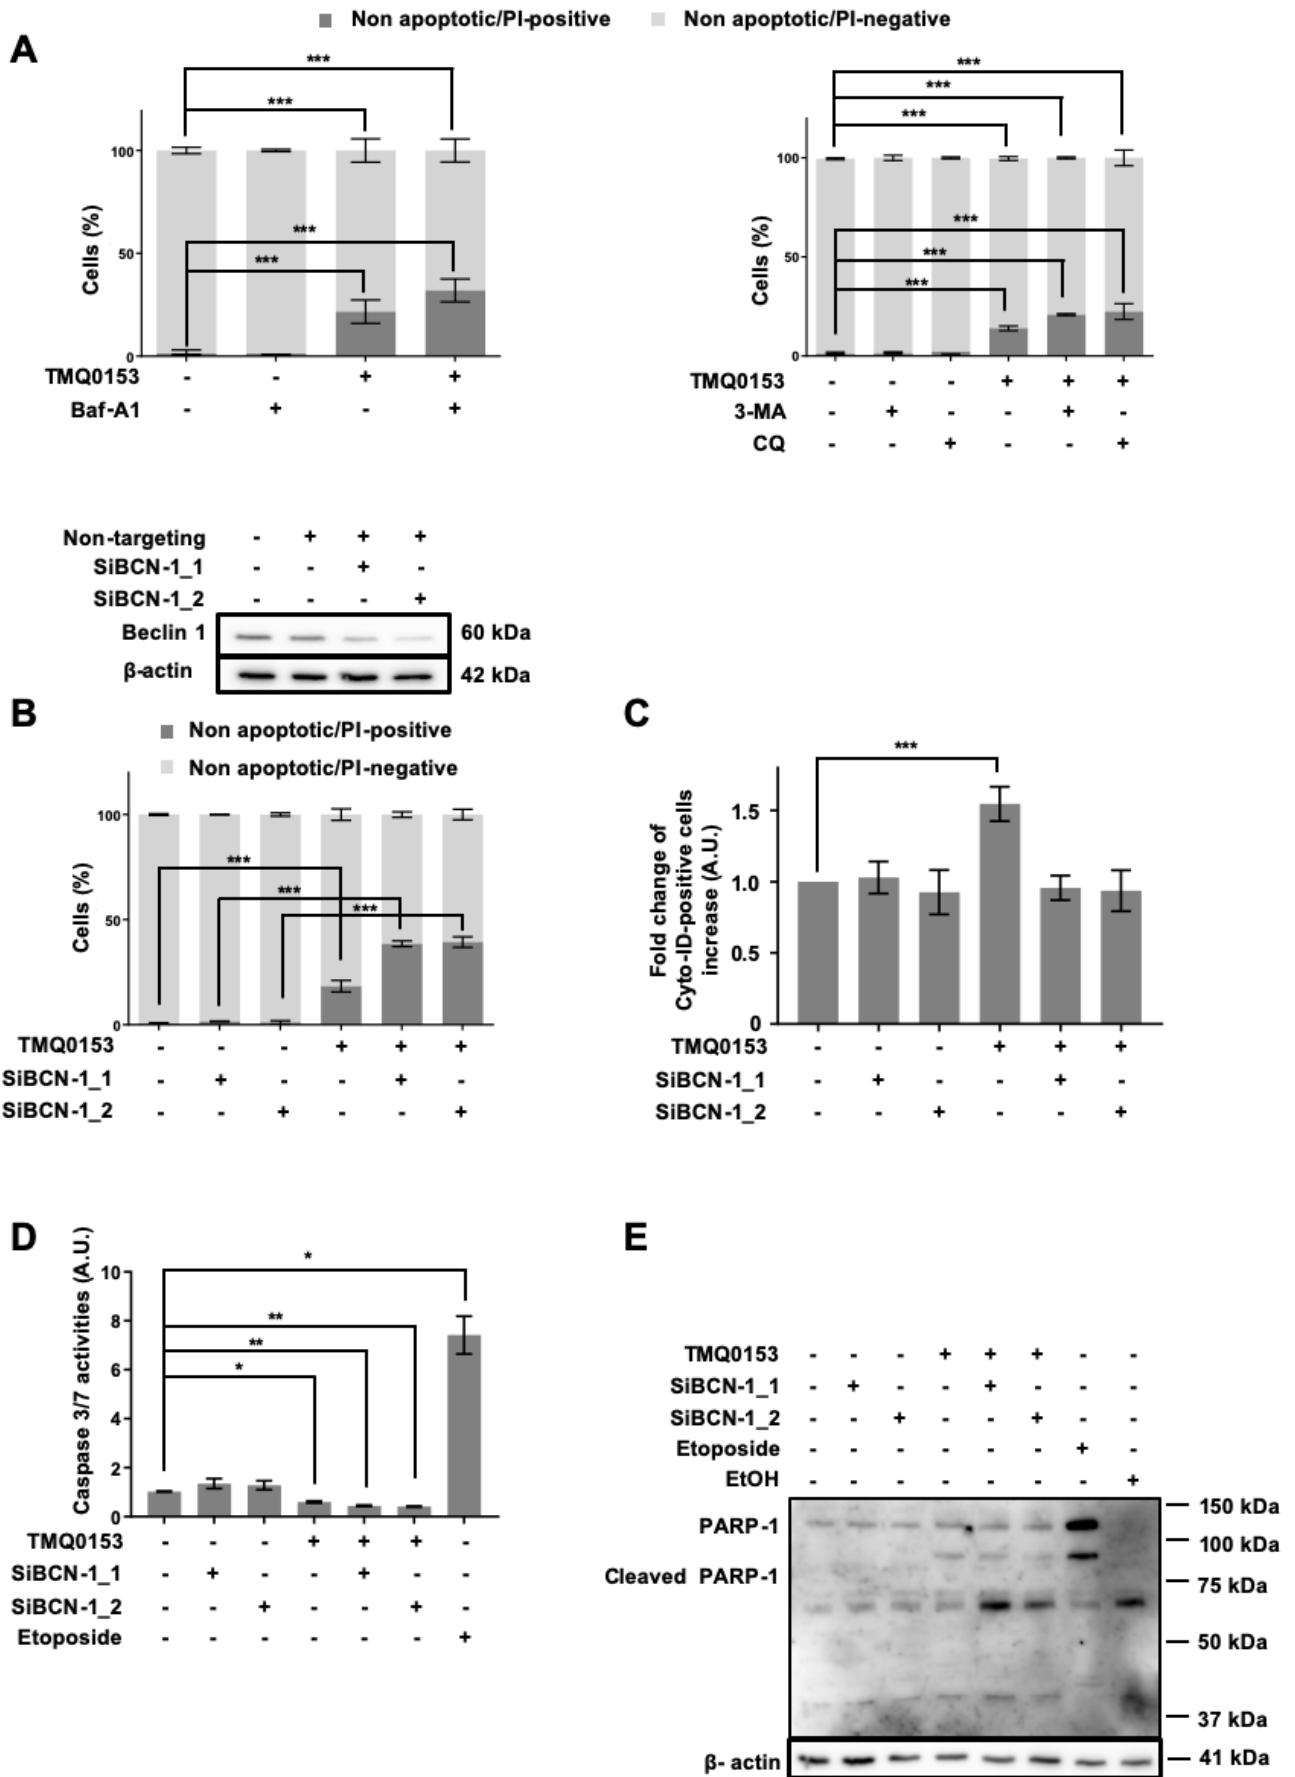 Non apoptotic/PI-positive Non apoptotic/PI-negative
A
***
***
***
***
100
50
0
Cells (%)
TMQ0153 - - + +
Baf-A1 - + - +
***
***
***
***
***
***
100
50
0
Cells (%)
TMQ0153 - - - + + +
3-MA - + - - + -
CQ - - + - - +
Non-targeting - + + +
SiBCN-1_1 - - + -
SiBCN-1_2 - - - +
Beclin 1 60 kDa
β-actin 42 kDa
B
Non apoptotic/PI-positive
Non apoptotic/PI-negative
***
***
***
100
50
0
Cells (%)
TMQ0153 - - - + + +
SiBCN-1_1 - + - - + -
SiBCN-1_2 - - + - - +
C
***
Fold change of
Cyto-ID-positive cells
increase (A.U.)
1.5
1.0
0.5
0
TMQ0153 - - - + + +
SiBCN-1_1 - + - - + -
SiBCN-1_2 - - + - - +
D
*
**
**
*
Caspase 3/7 activities (A.U.)
10
8
6
4
2
0
TMQ0153 - - - + + + -
SiBCN-1_1 - + - - + - -
SiBCN-1_2 - - + - - + -
Etoposide - - - - - - +
E
TMQ0153 - - - + + + - -
SiBCN-1_1 - + - - + - - -
SiBCN-1_2 - - + - - + - -
Etoposide - - - - - - + -
EtOH - - - - - - - +
PARP-1
Cleaved PARP-1
150 kDa
100 kDa
75 kDa
50 kDa
37 kDa
β- actin 41 kDa